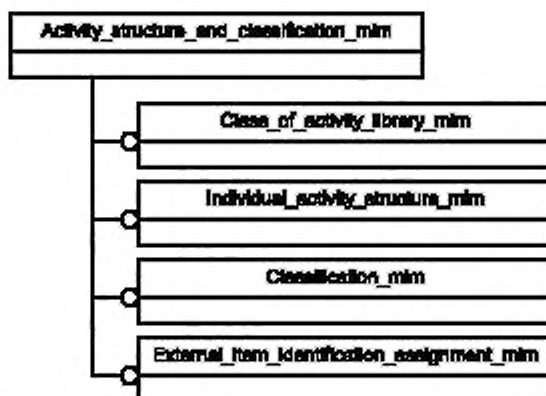 Activity_structure_and_classification_mim
Class_of_activity_library_mim
Individual_activity_structure_mim
Classification_mim
External_item_identification_assignment_mim